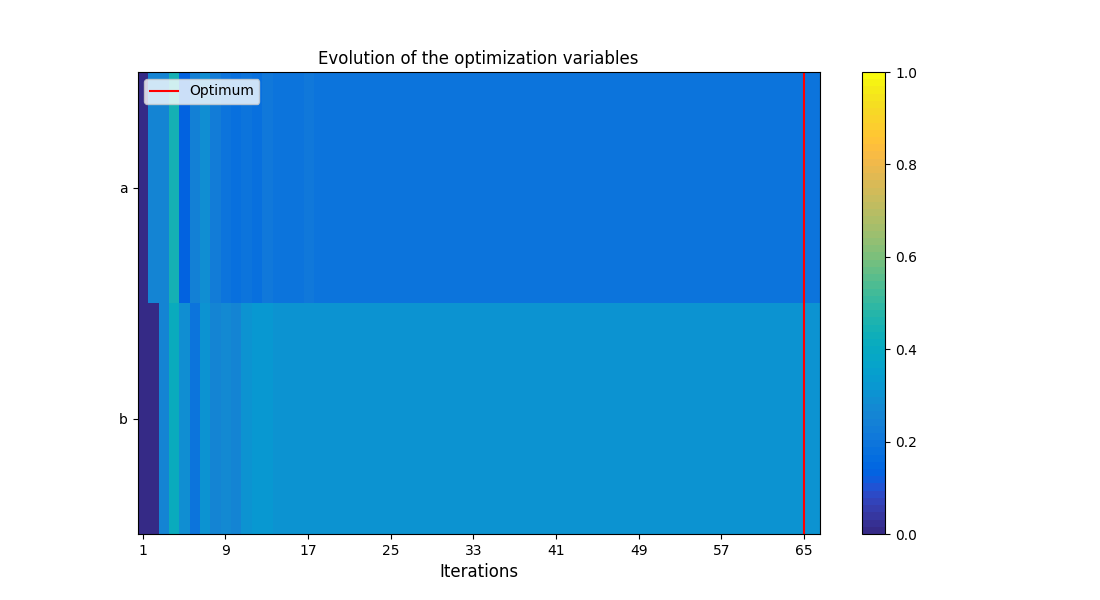 Evolution of the optimization variables
Optimum
a
b
1 9 17 25 33 41 49 57 65
Iterations
1.0
0.8
0.6
0.4
0.2
0.0